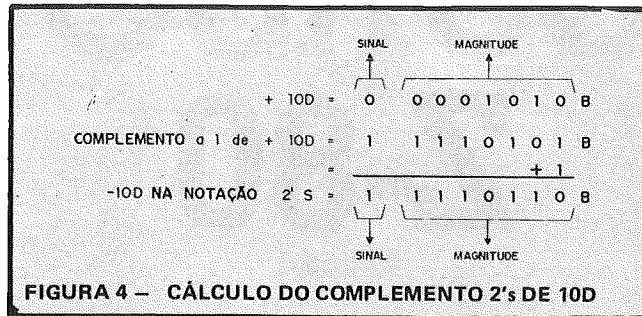 SINAL MAGNITUDE
+ 10D = 0 0 0 0 1 0 1 0 B
COMPLEMENTO a 1 de + 10D = 1 1 1 1 0 1 0 1 B
= + 1
-10D NA NOTAÇÃO 2' S = 1 1 1 1 0 1 1 0 B
SINAL MAGNITUDE
FIGURA 4 — CÁLCULO DO COMPLEMENTO 2's DE 10D